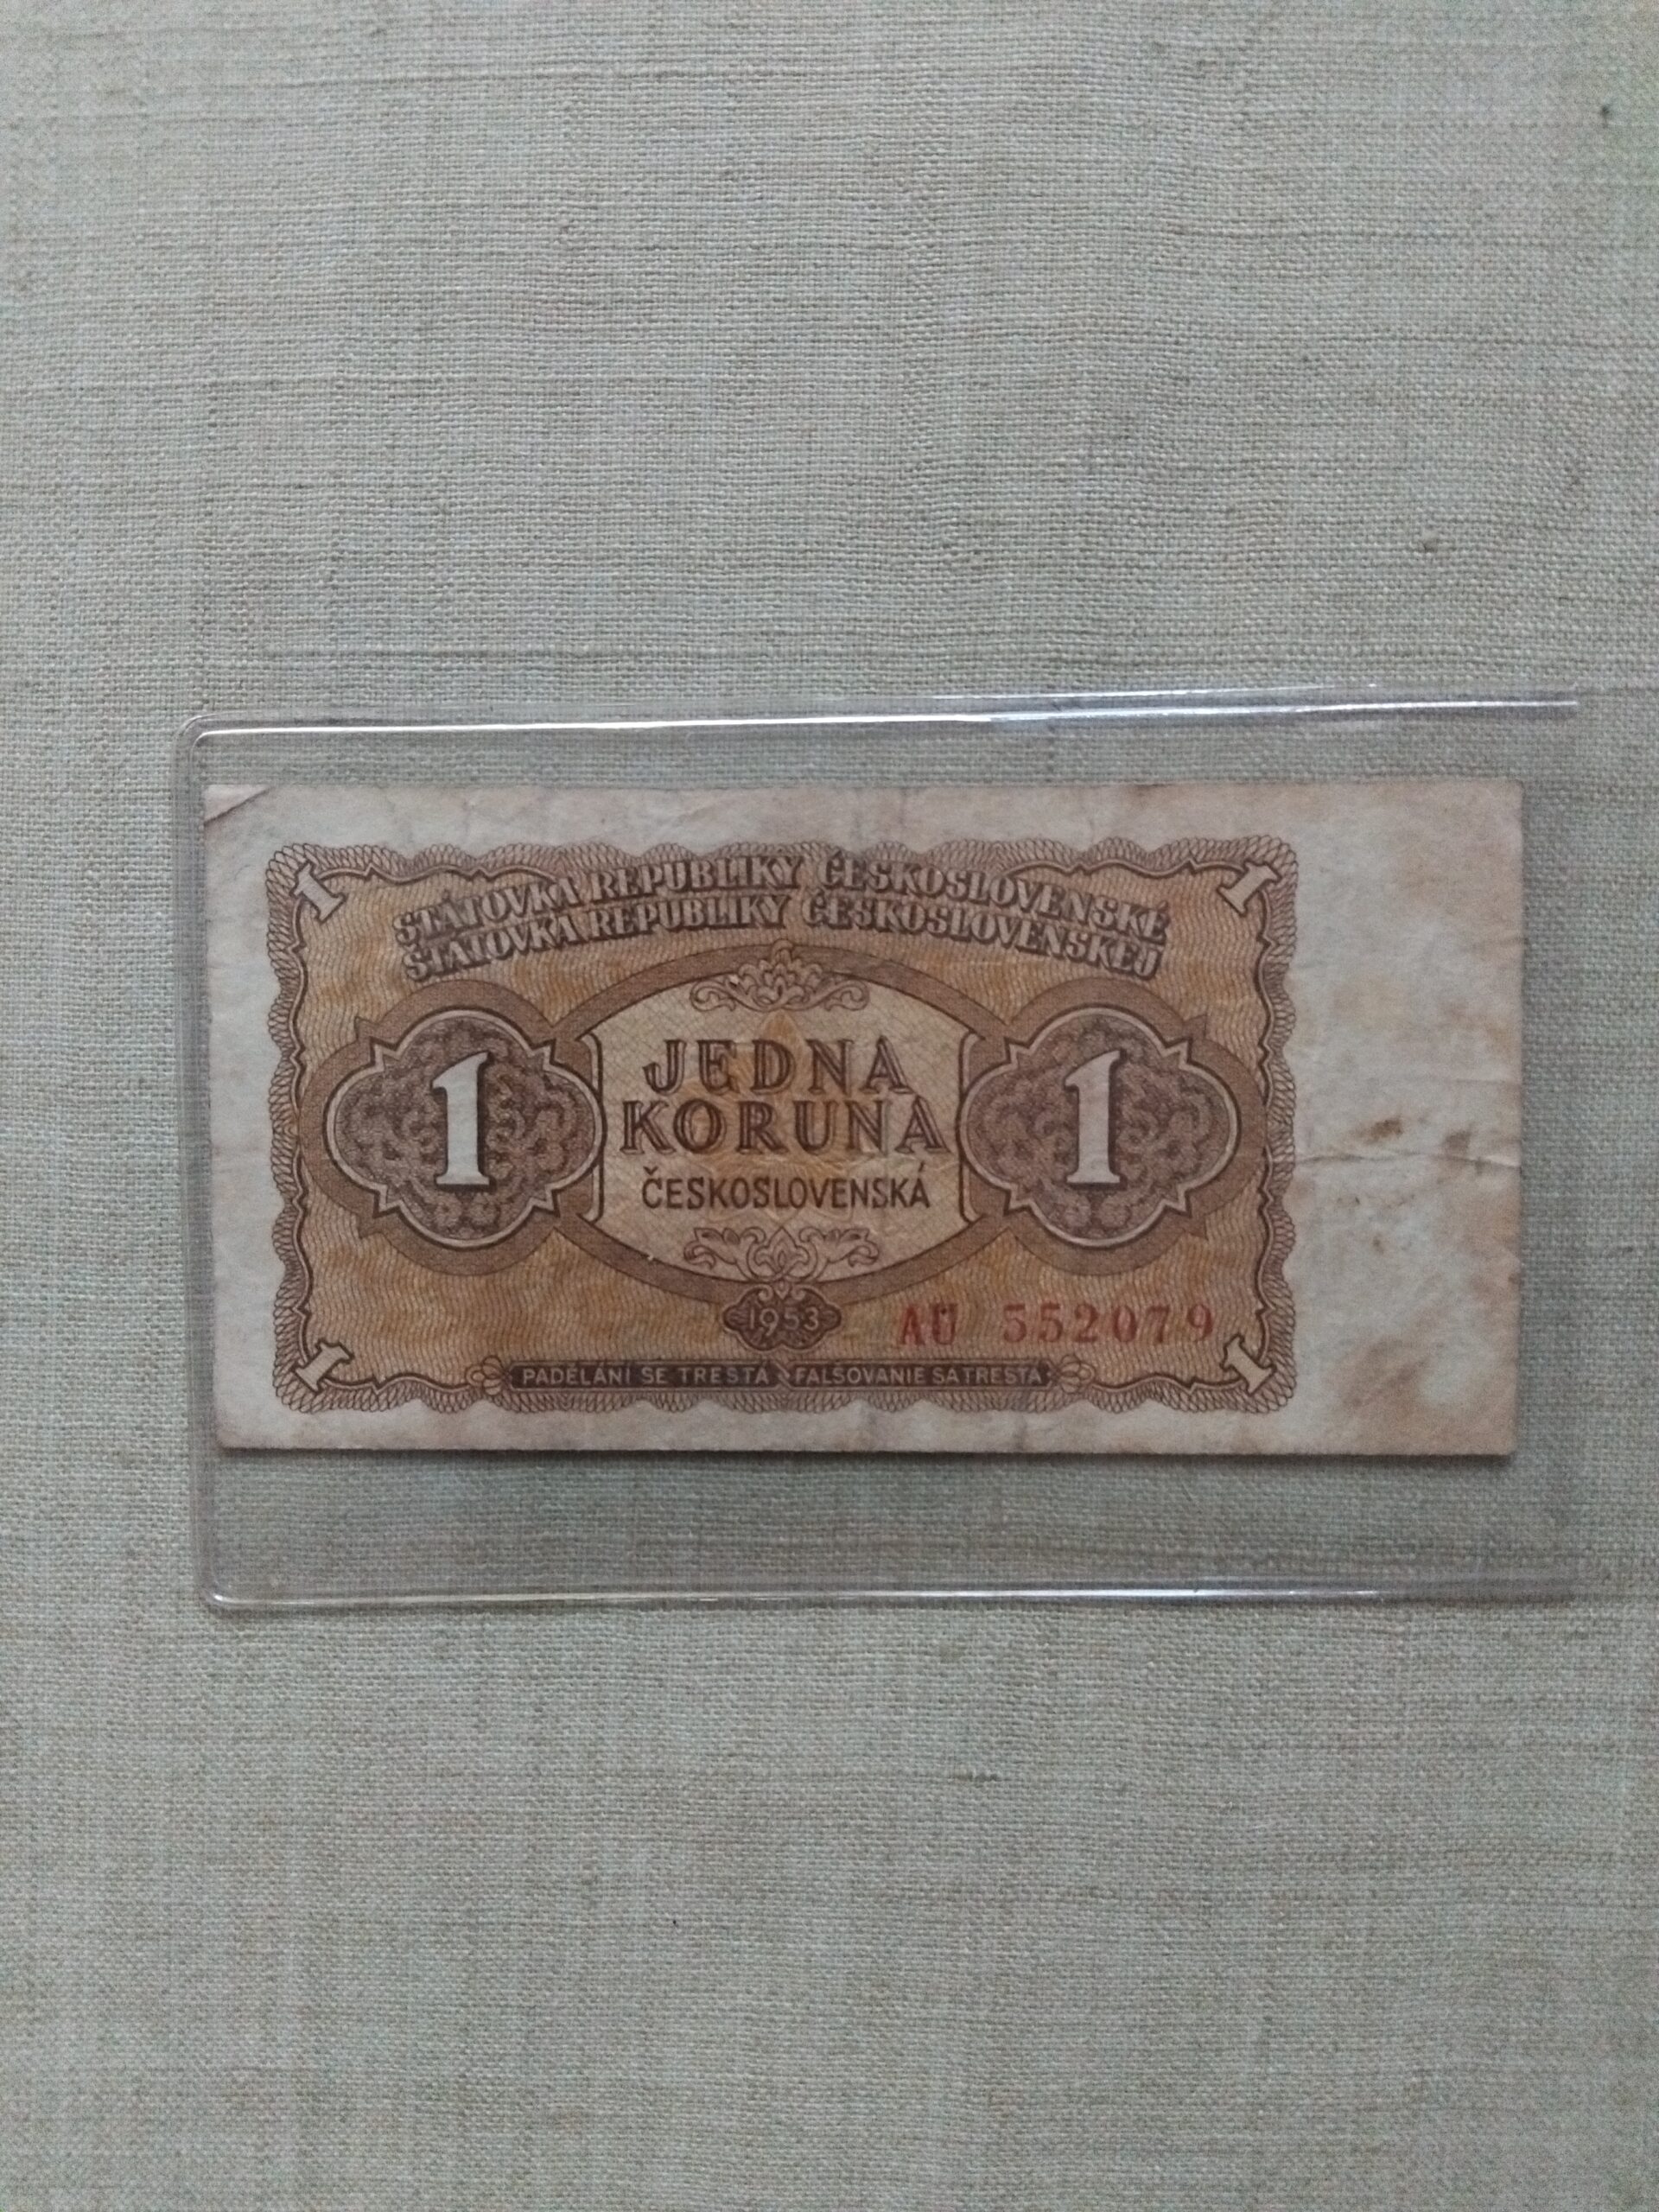 1 1
STÁTOVKA REPUBLIKY ČESKOSLOVENSKÉ
ŠTÁTOVKA REPUBLIKY ČESKOSLOVENSKEJ
1 JEDNA 1
KORUNA
ČESKOSLOVENSKÁ
1953 AU 552079
1 PADĚLÁNÍ SE TRESTÁ FALŠOVANIE SA TRESTÁ 1